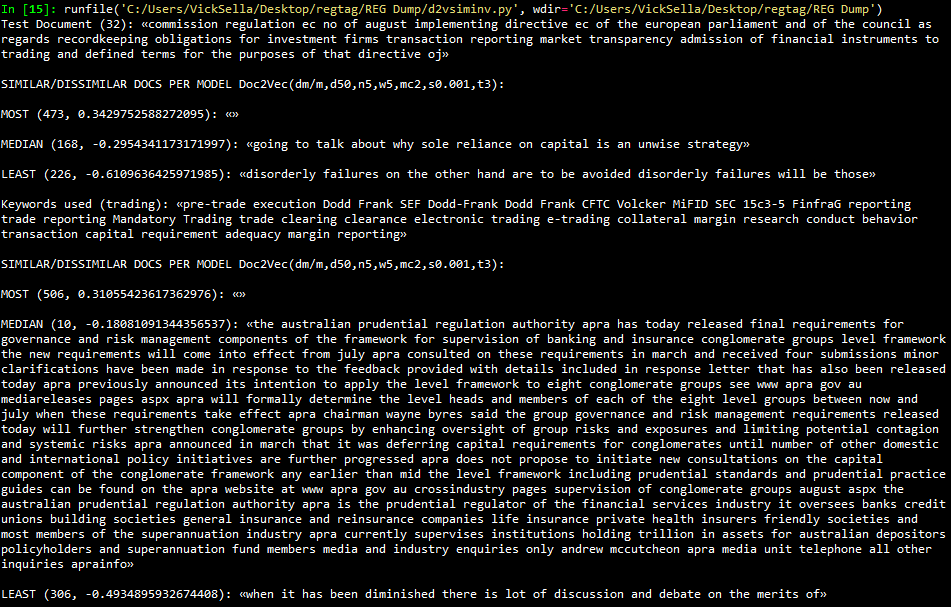 In [15]: runfile('C:/Users/VickSella/Desktop/regtag/REG Dump/d2vsiminv.py', wdir='C:/Users/VickSella/Desktop/regtag/REG Dump')
Test Document (32): «commission regulation ec no of august implementing directive ec of the european parliament and of the council as
regards recordkeeping obligations for investment firms transaction reporting market transparency admission of financial instruments to
trading and defined terms for the purposes of that directive oj»
SIMILAR/DISSIMILAR DOCS PER MODEL Doc2Vec(dm/m,d50,n5,w5,mc2,s0.001,t3):
MOST (473, 0.3429752588272095): «»
MEDIAN (168, -0.2954341173171997): «going to talk about why sole reliance on capital is an unwise strategy»
LEAST (226, -0.6109636425971985): «disorderly failures on the other hand are to be avoided disorderly failures will be those»
Keywords used (trading): «pre-trade execution Dodd Frank SEF Dodd-Frank Dodd Frank CFTC Volcker MiFID SEC 15c3-5 FinfraG reporting
trade reporting Mandatory Trading trade clearing clearance electronic trading e-trading collateral margin research conduct behavior
transaction capital requirement adequacy margin reporting»
SIMILAR/DISSIMILAR DOCS PER MODEL Doc2Vec(dm/m,d50,n5,w5,mc2,s0.001,t3):
MOST (506, 0.31055423617362976): «»
MEDIAN (10, -0.18081091344356537): «the australian prudential regulation authority apra has today released final requirements for
governance and risk management components of the framework for supervision of banking and insurance conglomerate groups level framework
the new requirements will come into effect from july apra consulted on these requirements in march and received four submissions minor
clarifications have been made in response to the feedback provided with details included in response letter that has also been released
today apra previously announced its intention to apply the level framework to eight conglomerate groups see www apra gov au
mediareleases pages aspx apra will formally determine the level heads and members of each of the eight level groups between now and
july when these requirements take effect apra chairman wayne byres said the group governance and risk management requirements released
today will further strengthen conglomerate groups by enhancing oversight of group risks and exposures and limiting potential contagion
and systemic risks apra announced in march that it was deferring capital requirements for conglomerates until number of other domestic
and international policy initiatives are further progressed apra does not propose to initiate new consultations on the capital
component of the conglomerate framework any earlier than mid the level framework including prudential standards and prudential practice
guides can be found on the apra website at www apra gov au crossindustry pages supervision of conglomerate groups august aspx the
australian prudential regulation authority apra is the prudential regulator of the financial services industry it oversees banks credit
unions building societies general insurance and reinsurance companies life insurance private health insurers friendly societies and
most members of the superannuation industry apra currently supervises institutions holding trillion in assets for australian depositors
policyholders and superannuation fund members media and industry enquiries only andrew mccutcheon apra media unit telephone all other
inquiries aprainfo»
LEAST (306, -0.4934895932674408): «when it has been diminished there is lot of discussion and debate on the merits of»